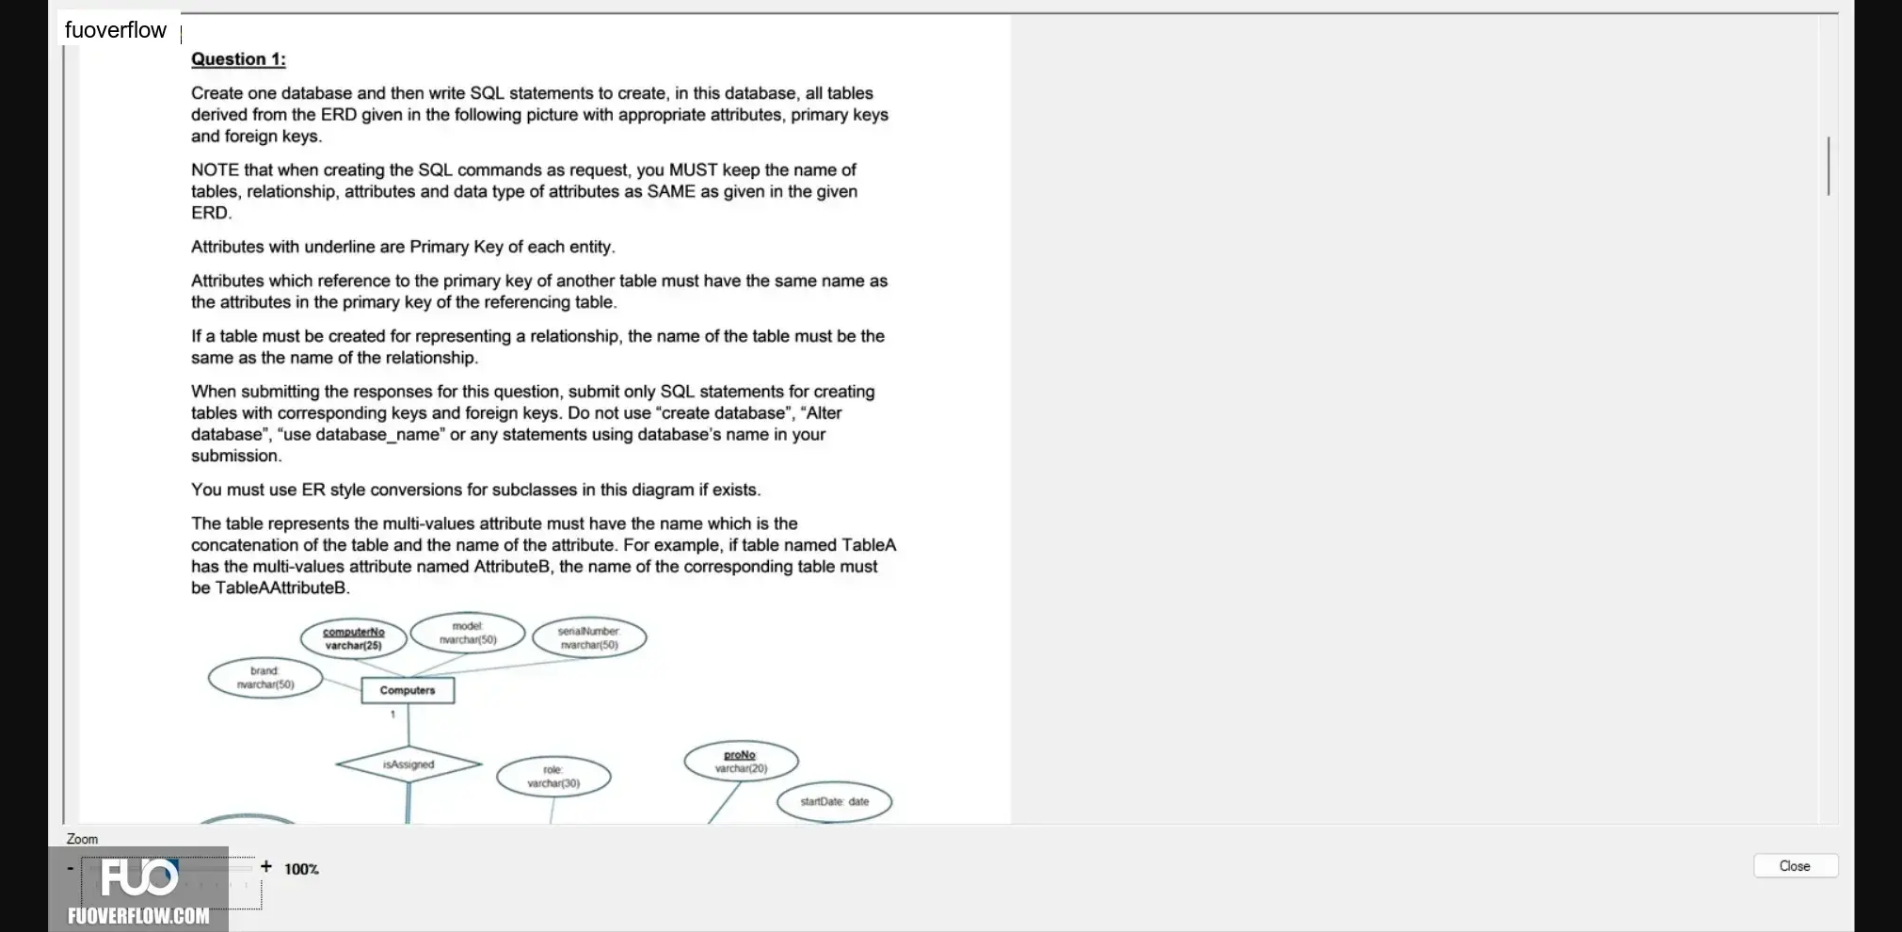 fuoverflow
Question 1:
Create one database and then write SQL statements to create, in this database, all tables
derived from the ERD given in the following picture with appropriate attributes, primary keys
and foreign keys.
NOTE that when creating the SQL commands as request, you MUST keep the name of
tables, relationship, attributes and data type of attributes as SAME as given in the given
ERD.
Attributes with underline are Primary Key of each entity.
Attributes which reference to the primary key of another table must have the same name as
the attributes in the primary key of the referencing table.
If a table must be created for representing a relationship, the name of the table must be the
same as the name of the relationship.
When submitting the responses for this question, submit only SQL statements for creating
tables with corresponding keys and foreign keys. Do not use “create database”, “Alter
database”, “use database_name” or any statements using database’s name in your
submission.
You must use ER style conversions for subclasses in this diagram if exists.
The table represents the multi-values attribute must have the name which is the
concatenation of the table and the name of the attribute. For example, if table named TableA
has the multi-values attribute named AttributeB, the name of the corresponding table must
be TableAAttributeB.
computerNo
varchar(25)
model:
nvarchar(50)
serialNumber:
nvarchar(50)
brand:
nvarchar(50)
Computers
1
isAssigned
role:
varchar(30)
proNo
varchar(20)
startDate: date
Zoom
- + 100%
Close
FUO
FUOVERFLOW.COM